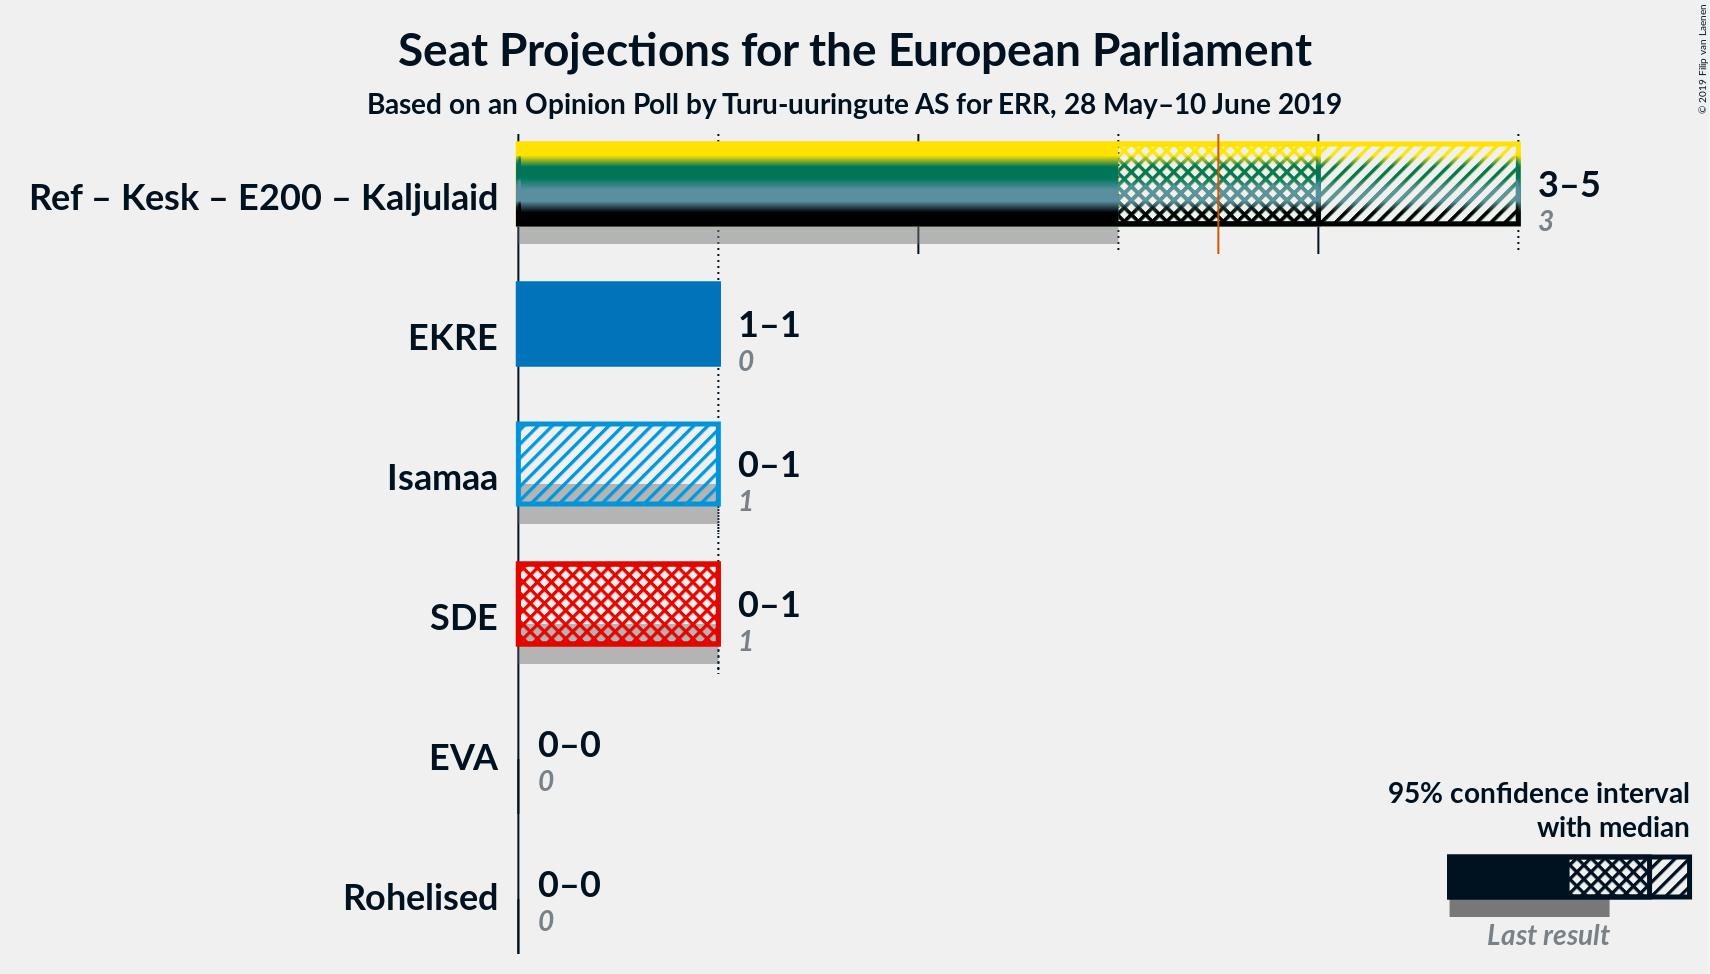 Seat Projections for the European Parliament
Based on an Opinion Poll by Turu-uuringute AS for ERR, 28 May–10 June 2019
© 2019 Filip van Laenen
Ref – Kesk – E200 – Kaljulaid
3–5
3
EKRE
1–1
0
Isamaa
0–1
1
SDE
0–1
1
EVA
0–0
0
Rohelised
0–0
0
95% confidence interval
with median
Last result